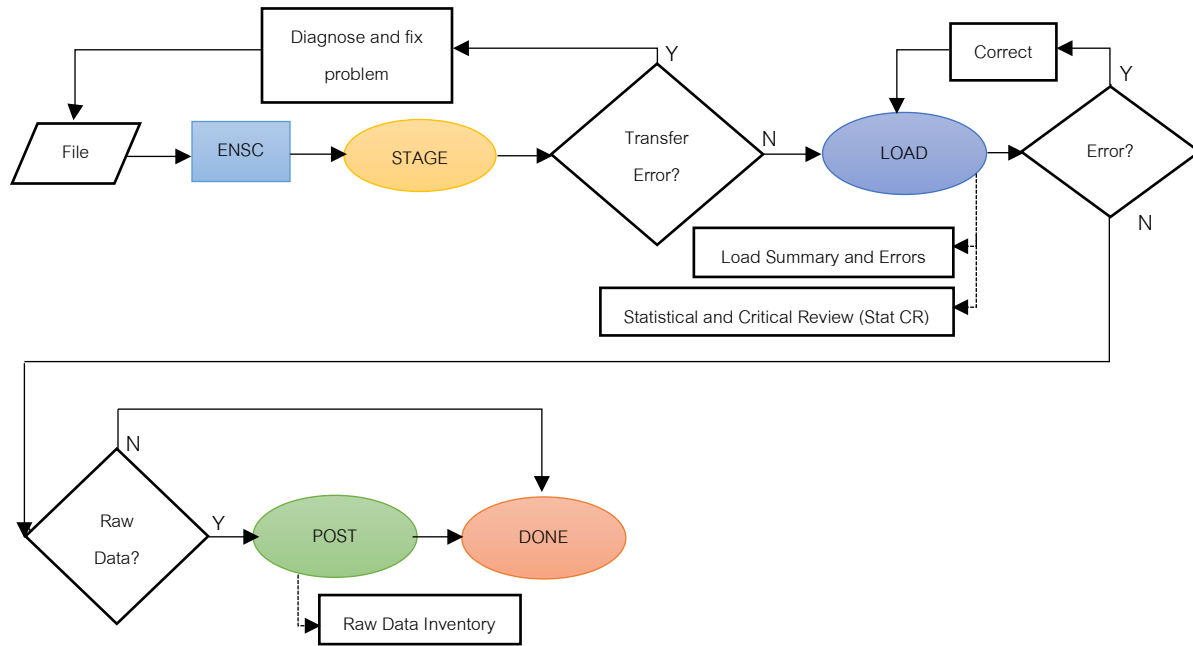 Diagnose and fix
problem
Y
Correct
Y
File
ENSC
STAGE
Transfer
Error?
N
LOAD
Error?
N
Load Summary and Errors
Statistical and Critical Review (Stat CR)
N
Raw
Data?
Y
POST
DONE
Raw Data Inventory